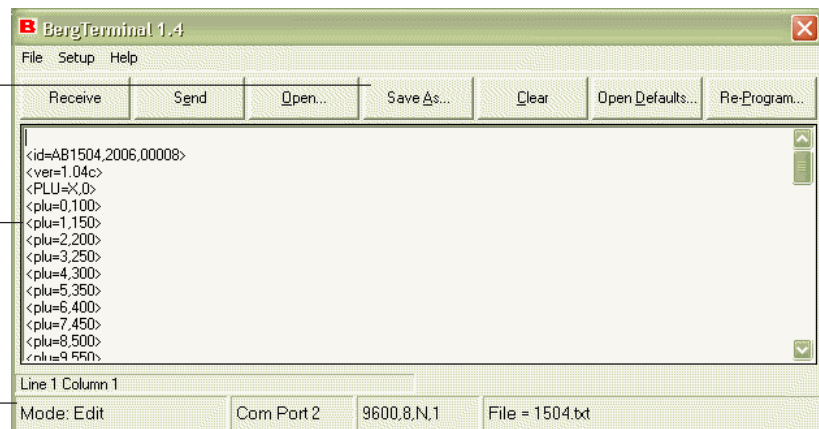 B BergTerminal 1.4
File Setup Help
Receive Send Open... Save As... Clear Open Defaults... Re-Program...
<id=AB1504,2006,00008>
<ver=1.04c>
<PLU=X,0>
<plu=0,100>
<plu=1,150>
<plu=2,200>
<plu=3,250>
<plu=4,300>
<plu=5,350>
<plu=6,400>
<plu=7,450>
<plu=8,500>
<plu=9,550>
Line 1 Column 1
Mode: Edit Com Port 2 9600,8,N,1 File = 1504.txt